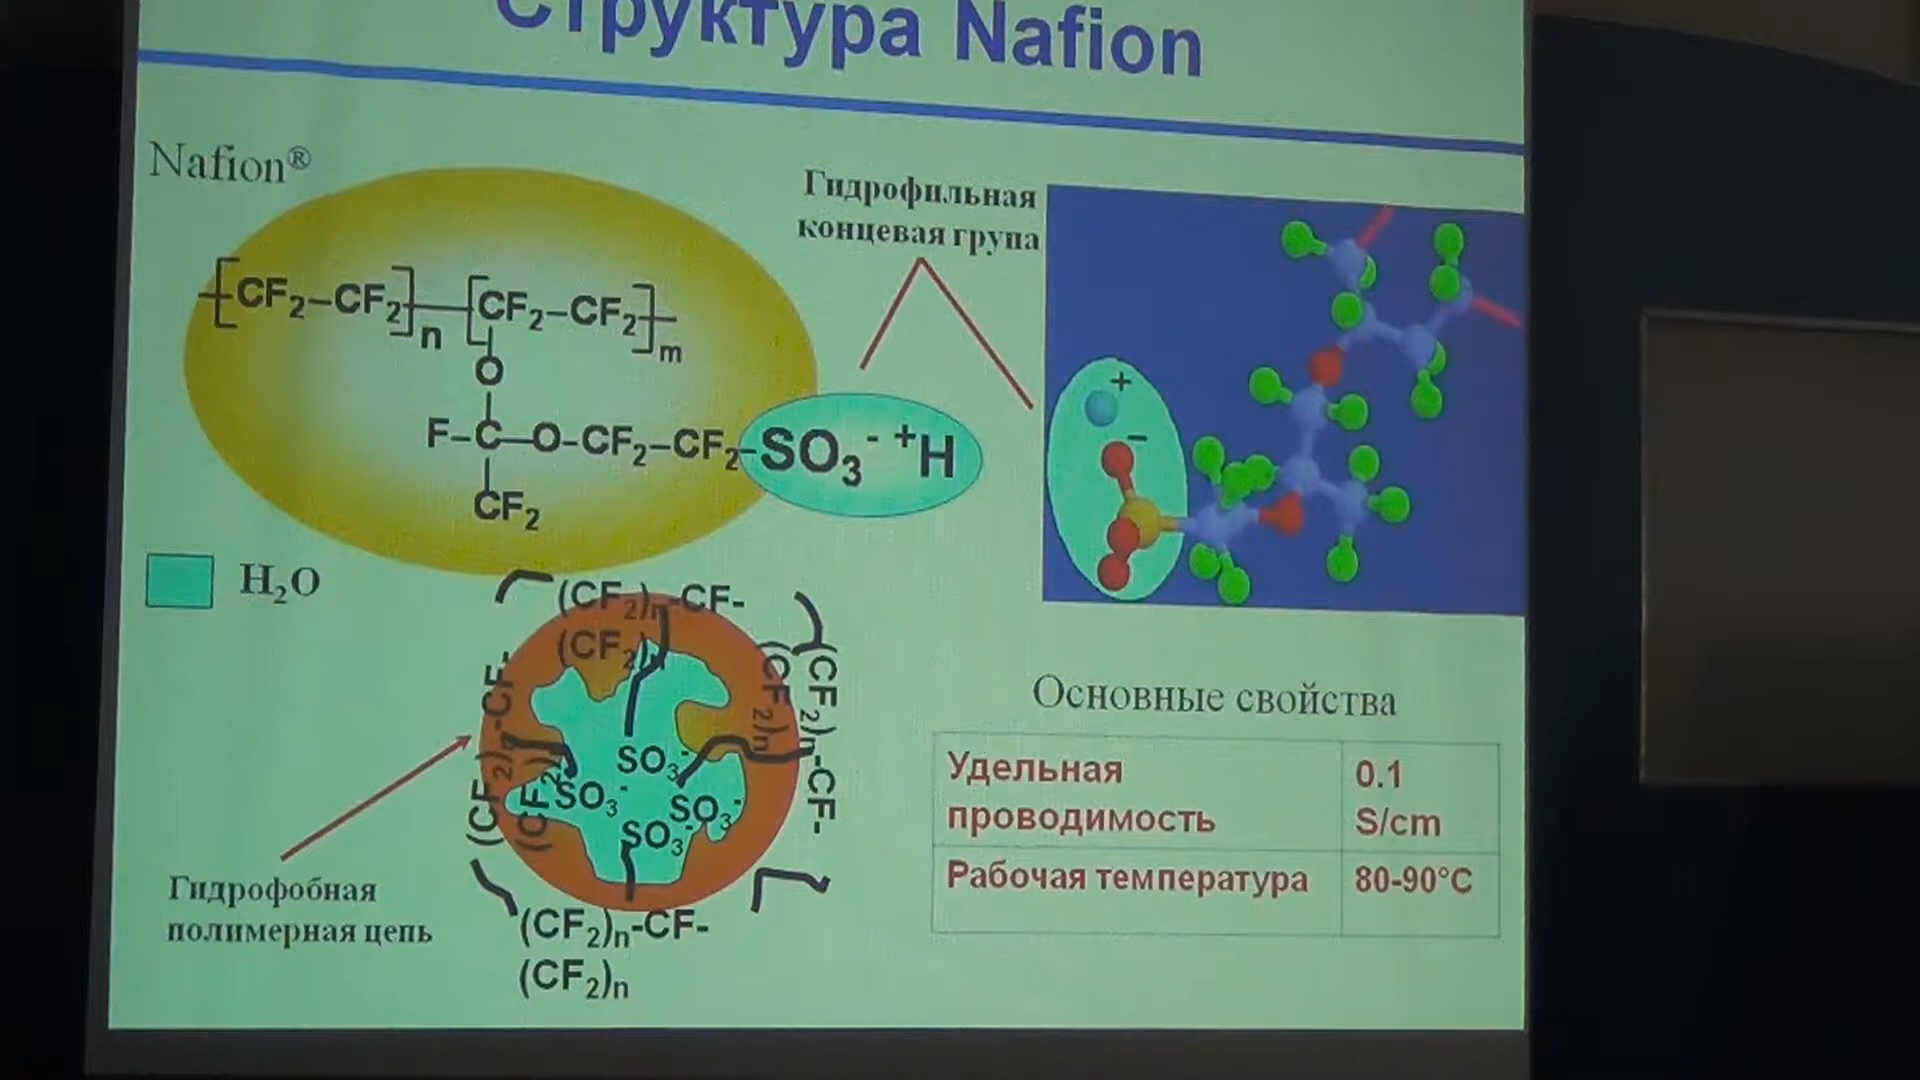 Структура Nafion
Nafion®
Гидрофильная
концевая група
[CF₂–CF₂]n [CF₂–CF₂]m
O
F–C–O–CF₂–CF₂–SO₃⁻ ⁺H
CF₂
+
−
H₂O
(CF₂)n-CF-
(CF₂)n
(CF₂)n-CF-
(CF₂)n
(CF₂)n-CF-
(CF₂)n
SO₃⁻
SO₃⁻
SO₃⁻
SO₃⁻
(CF₂)n-CF-
(CF₂)n
Гидрофобная
полимерная цепь
Основные свойства
Удельная
проводимость
0.1
S/cm
Рабочая температура 80-90°C